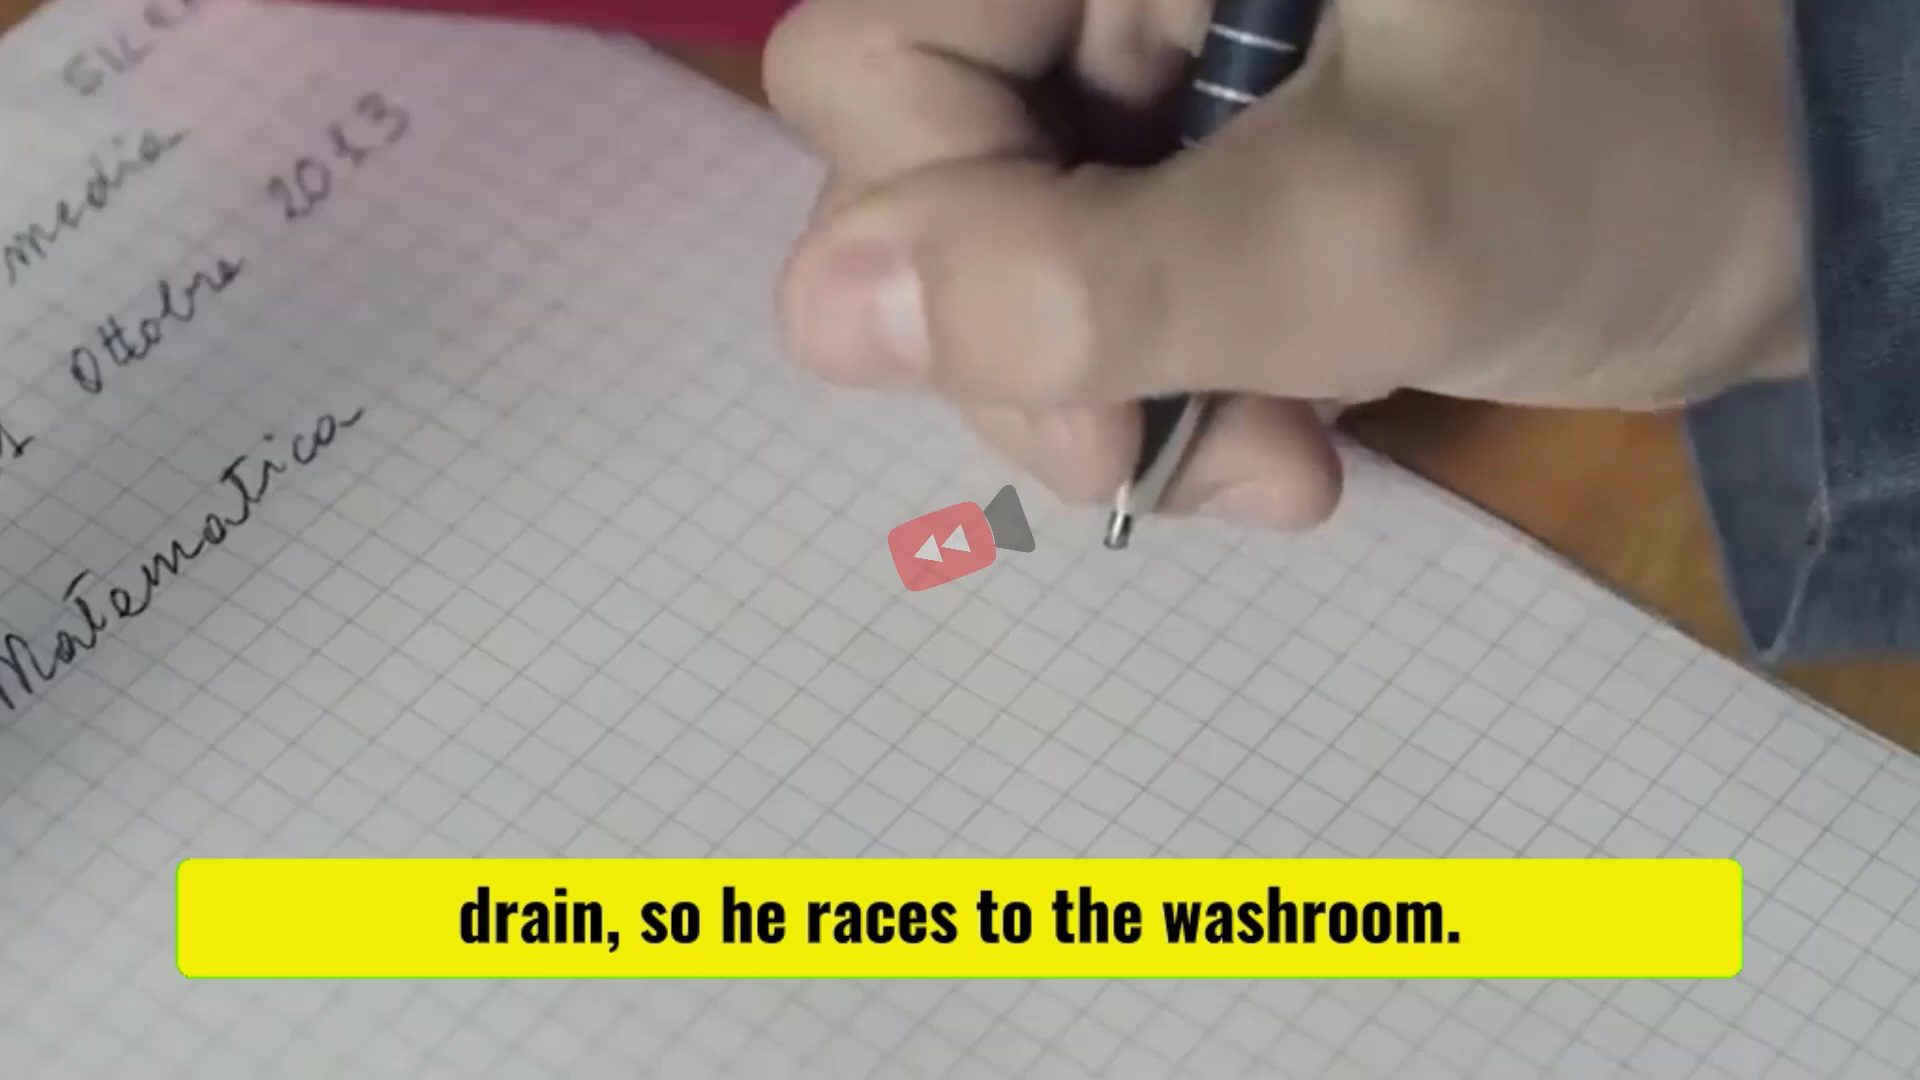 media
Ottobre 2013
Matematica
drain, so he races to the washroom.